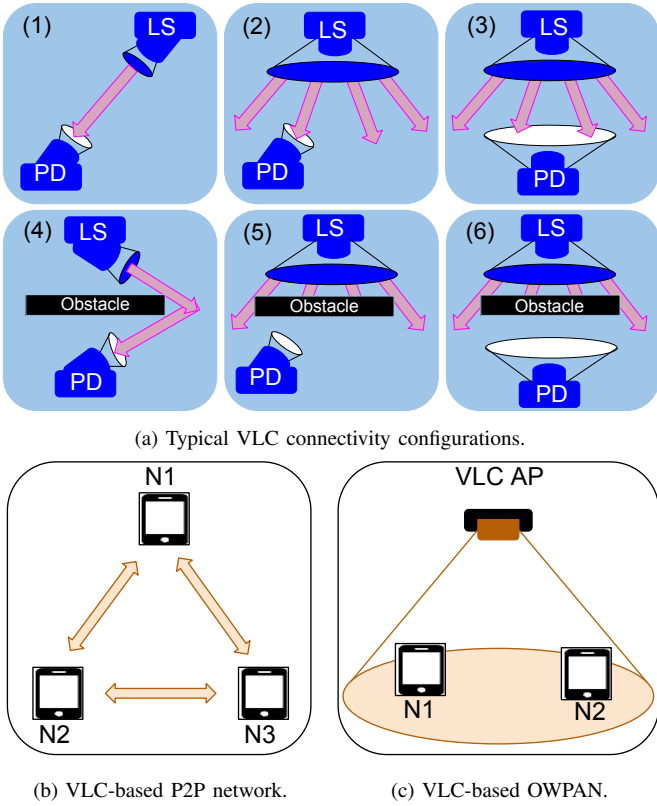 (1)
LS
PD
(2)
LS
PD
(3)
LS
PD
(4)
LS
Obstacle
PD
(5)
LS
Obstacle
PD
(6)
LS
Obstacle
PD
(a) Typical VLC connectivity configurations.
N1
N2
N3
VLC AP
N1
N2
(b) VLC-based P2P network.
(c) VLC-based OWPAN.